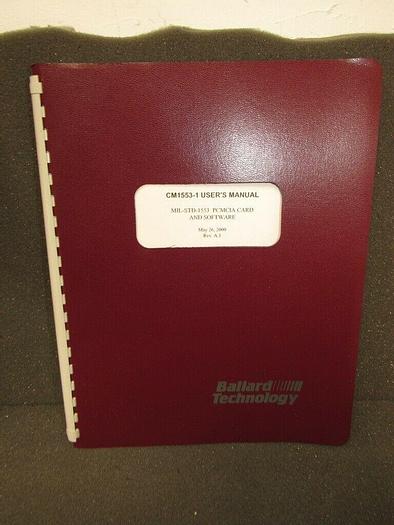 CM1553-1 USER'S MANUAL
MIL-STD-1553 PCMCIA CARD
AND SOFTWARE
May 26, 2000
Rev. A.1
Ballard
Technology